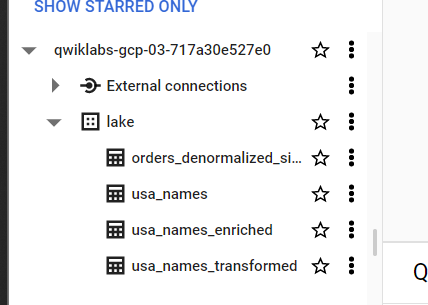 SHOW STARRED ONLY
qwiklabs-gcp-03-717a30e527e0
External connections
lake
orders_denormalized_si...
usa_names
usa_names_enriched
usa_names_transformed
Q